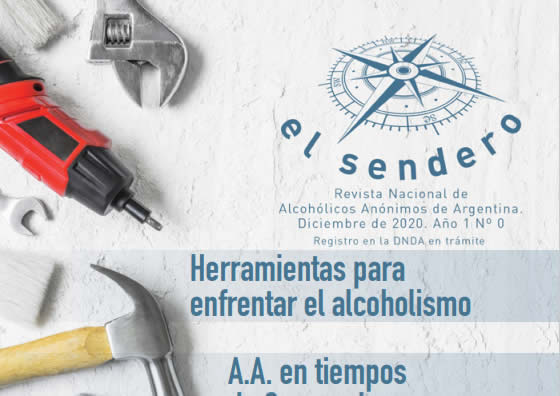 el sendero
Revista Nacional de
Alcohólicos Anónimos de Argentina.
Diciembre de 2020. Año 1 Nº 0
Registro en la DNDA en trámite
Herramientas para
enfrentar el alcoholismo
A.A. en tiempos